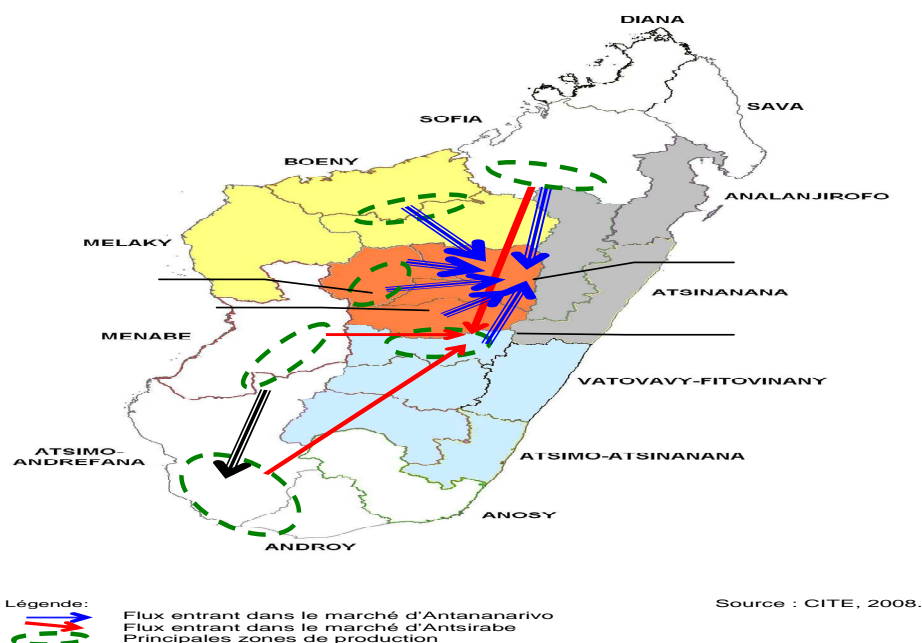 DIANA
SAVA
SOFIA
BOENY
ANALANJIROFO
MELAKY
ATSINANANA
MENABE
VATOVAVY-FITOVINANY
ATSIMO-
ANDREFANA
ATSIMO-ATSINANANA
ANOSY
ANDROY
Légende:
Source : CITE, 2008.
Flux entrant dans le marché d'Antananarivo
Flux entrant dans le marché d'Antsirabe
Principales zones de production